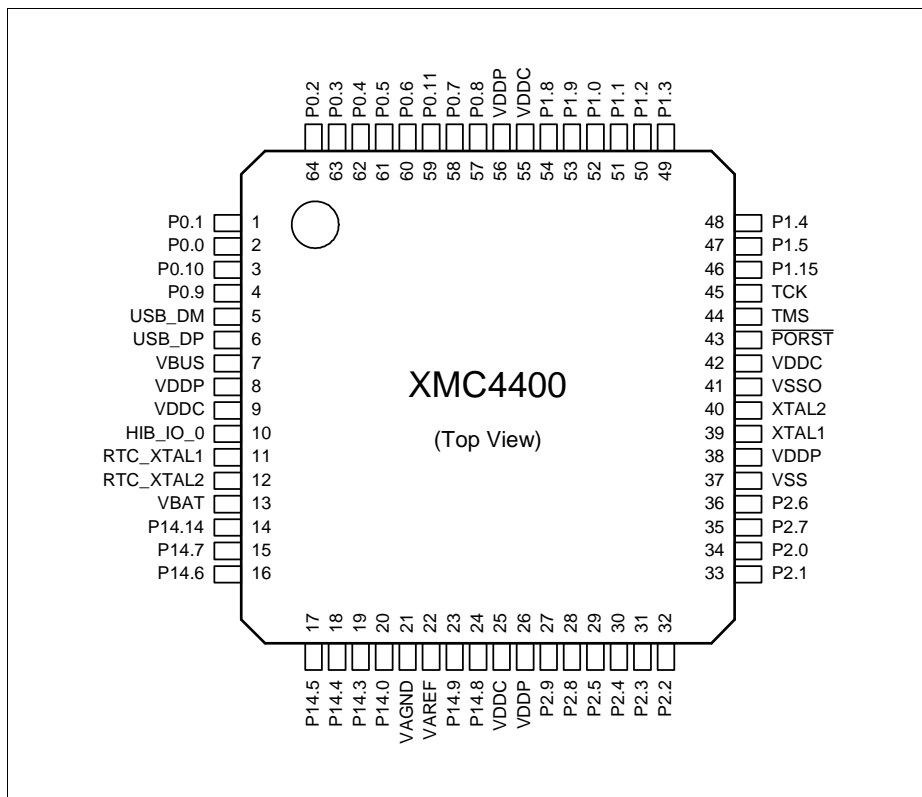 P0.2 P0.3 P0.4 P0.5 P0.6 P0.11 P0.7 P0.8 VDDP VDDC P1.8 P1.9 P1.0 P1.1 P1.2 P1.3
64 63 62 61 60 59 58 57 56 55 54 53 52 51 50 49
P0.1 1 48 P1.4
P0.0 2 47 P1.5
P0.10 3 46 P1.15
P0.9 4 45 TCK
USB_DM 5 44 TMS
USB_DP 6 43 PORST
VBUS 7 42 VDDC
VDDP 8 41 VSSO
VDDC 9 40 XTAL2
HIB_IO_0 10 39 XTAL1
RTC_XTAL1 11 38 VDDP
RTC_XTAL2 12 37 VSS
VBAT 13 36 P2.6
P14.14 14 35 P2.7
P14.7 15 34 P2.0
P14.6 16 33 P2.1
XMC4400
(Top View)
17 18 19 20 21 22 23 24 25 26 27 28 29 30 31 32
P14.5 P14.4 P14.3 P14.0 VAGND VAREF P14.9 P14.8 VDDC VDDP P2.9 P2.8 P2.5 P2.4 P2.3 P2.2